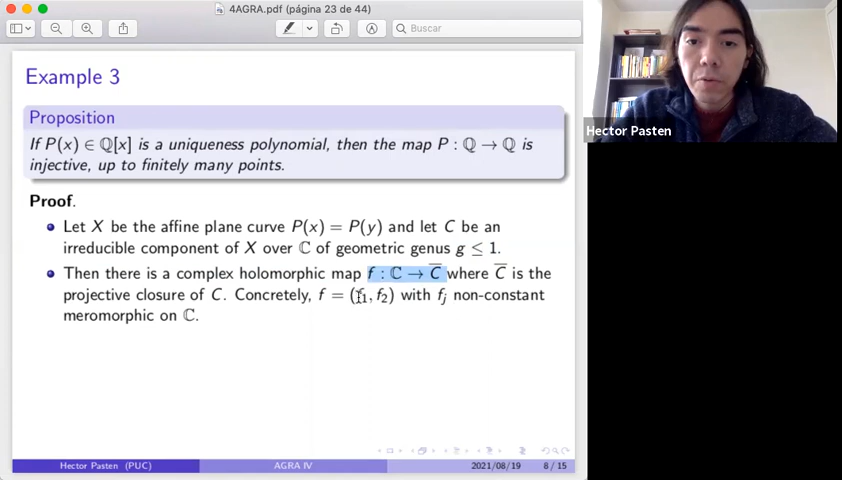 4AGRA.pdf (página 23 de 44)
Buscar
Example 3
Proposition
If P(x) ∈ ℚ[x] is a uniqueness polynomial, then the map P : ℚ → ℚ is
injective, up to finitely many points.
Proof.
Let X be the affine plane curve P(x) = P(y) and let C be an
irreducible component of X over ℂ of geometric genus g ≤ 1.
Then there is a complex holomorphic map f : ℂ → C̅ where C̅ is the
projective closure of C. Concretely, f = (f₁, f₂) with fⱼ non-constant
meromorphic on ℂ.
Hector Pasten (PUC) AGRA IV 2021/08/19 8 / 15
Hector Pasten